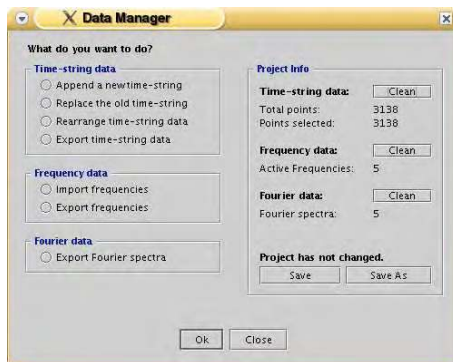 Data Manager
What do you want to do?
Time-string data
Append a new time-string
Replace the old time-string
Rearrange time-string data
Export time-string data
Frequency data
Import frequencies
Export frequencies
Fourier data
Export Fourier spectra
Project Info
Time-string data: Clean
Total points: 3138
Points selected: 3138
Frequency data: Clean
Active Frequencies: 5
Fourier data: Clean
Fourier spectra: 5
Project has not changed.
Save Save As
Ok Close